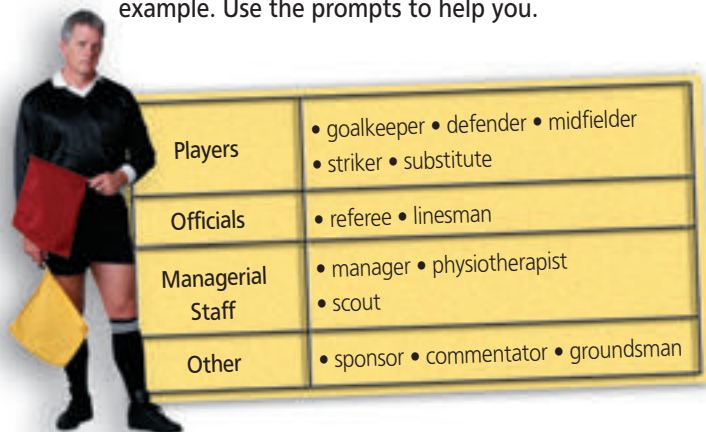 example. Use the prompts to help you.
Players
• goalkeeper • defender • midfielder
• striker • substitute
Officials
• referee • linesman
Managerial
Staff
• manager • physiotherapist
• scout
Other
• sponsor • commentator • groundsman